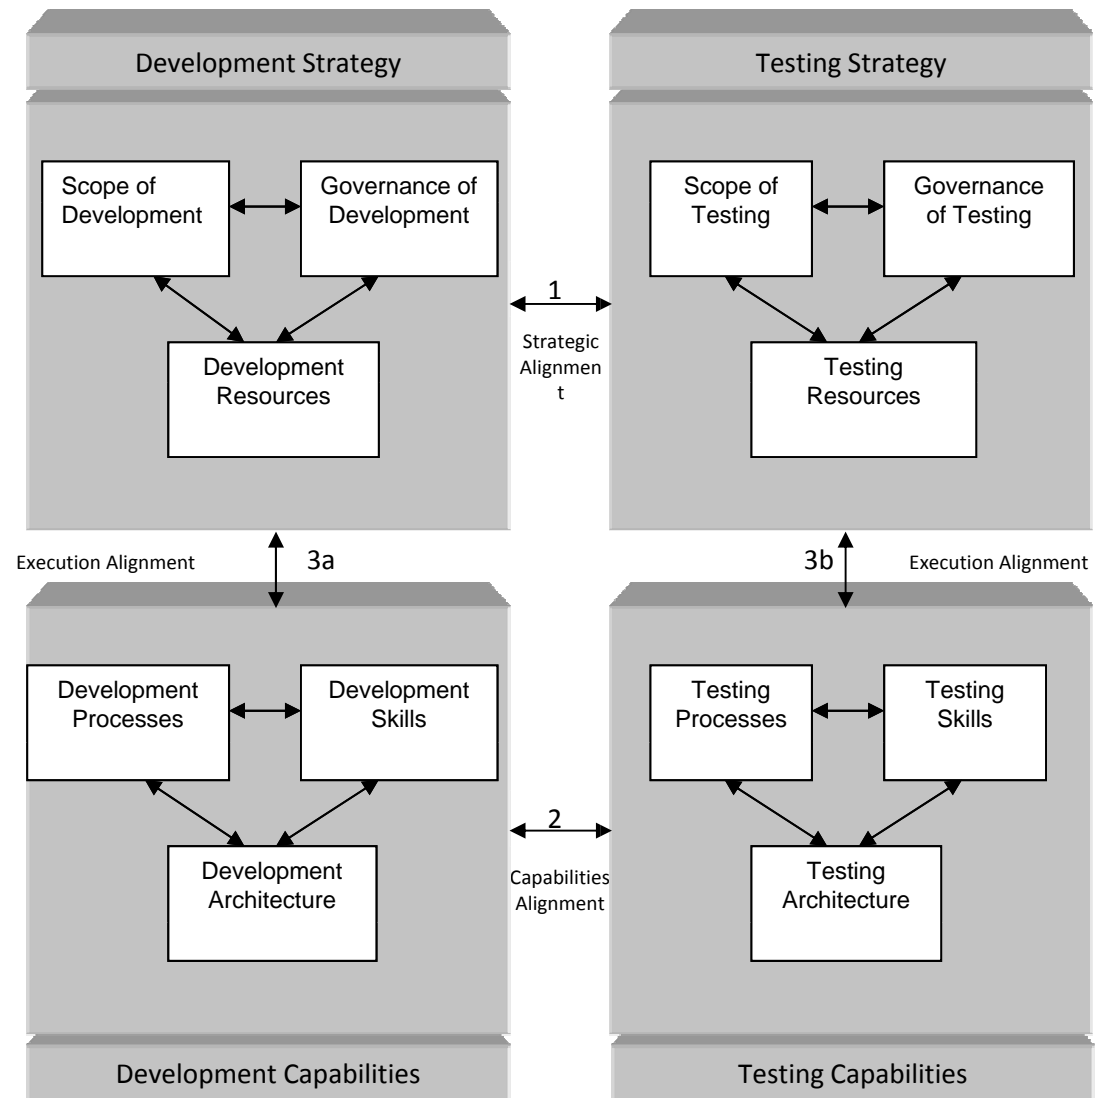 Development Strategy
Testing Strategy
Scope of
Development
Governance of
Development
Scope of
Testing
Governance
of Testing
1
Strategic
Alignmen
t
Development
Resources
Testing
Resources
Execution Alignment
3a
3b
Execution Alignment
Development
Processes
Development
Skills
Testing
Processes
Testing
Skills
2
Capabilities
Alignment
Development
Architecture
Testing
Architecture
Development Capabilities
Testing Capabilities